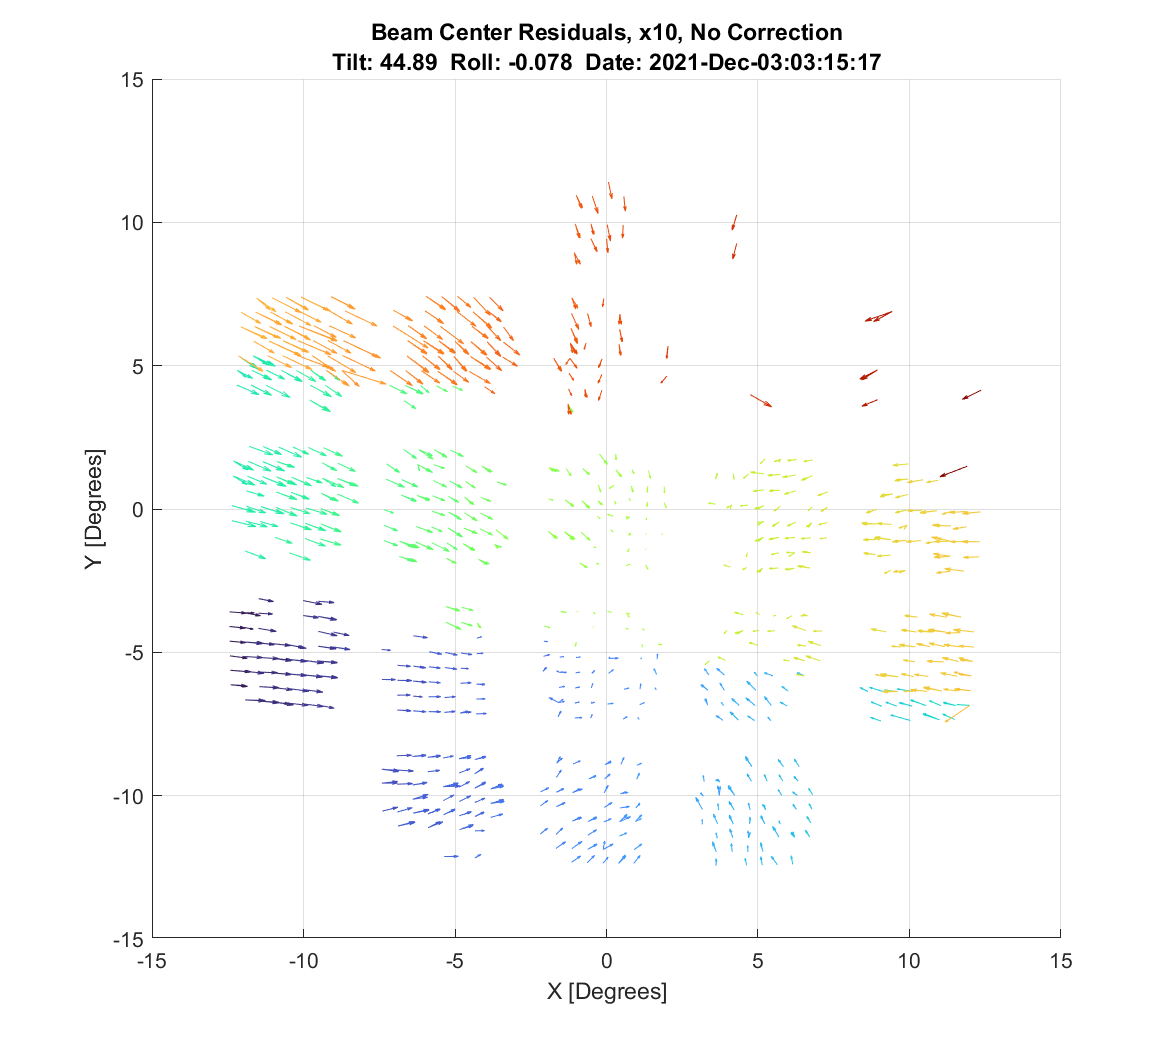 Beam Center Residuals, x10, No Correction
Tilt: 44.89 Roll: -0.078 Date: 2021-Dec-03:03:15:17
15
10
5
0
-5
-10
-15
Y [Degrees]
-15 -10 -5 0 5 10 15
X [Degrees]